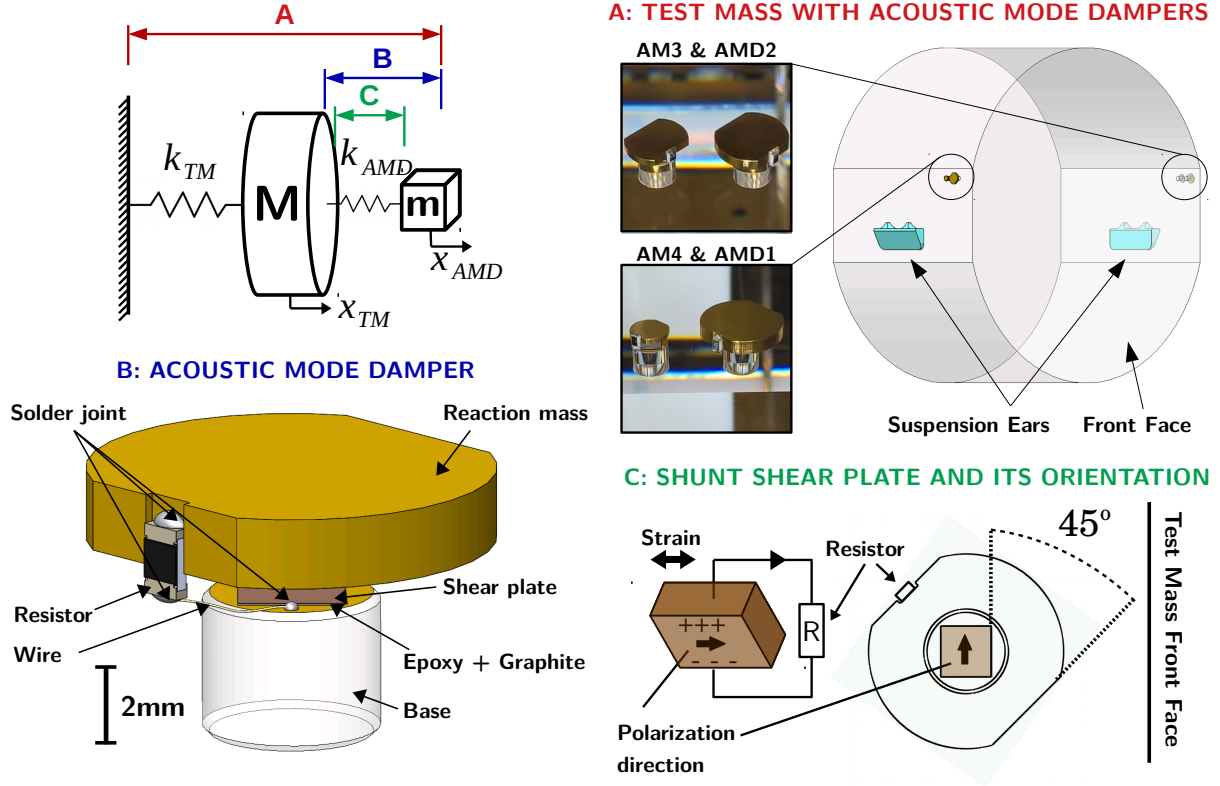 A
B
C
k_TM
k_AMD
M
m
x_AMD
x_TM
A: TEST MASS WITH ACOUSTIC MODE DAMPERS
AM3 & AMD2
AM4 & AMD1
Suspension Ears
Front Face
B: ACOUSTIC MODE DAMPER
Solder joint
Reaction mass
Shear plate
Resistor
Wire
Epoxy + Graphite
Base
2mm
C: SHUNT SHEAR PLATE AND ITS ORIENTATION
Strain
Resistor
45º
+++
- - -
R
Polarization
direction
Test Mass Front Face